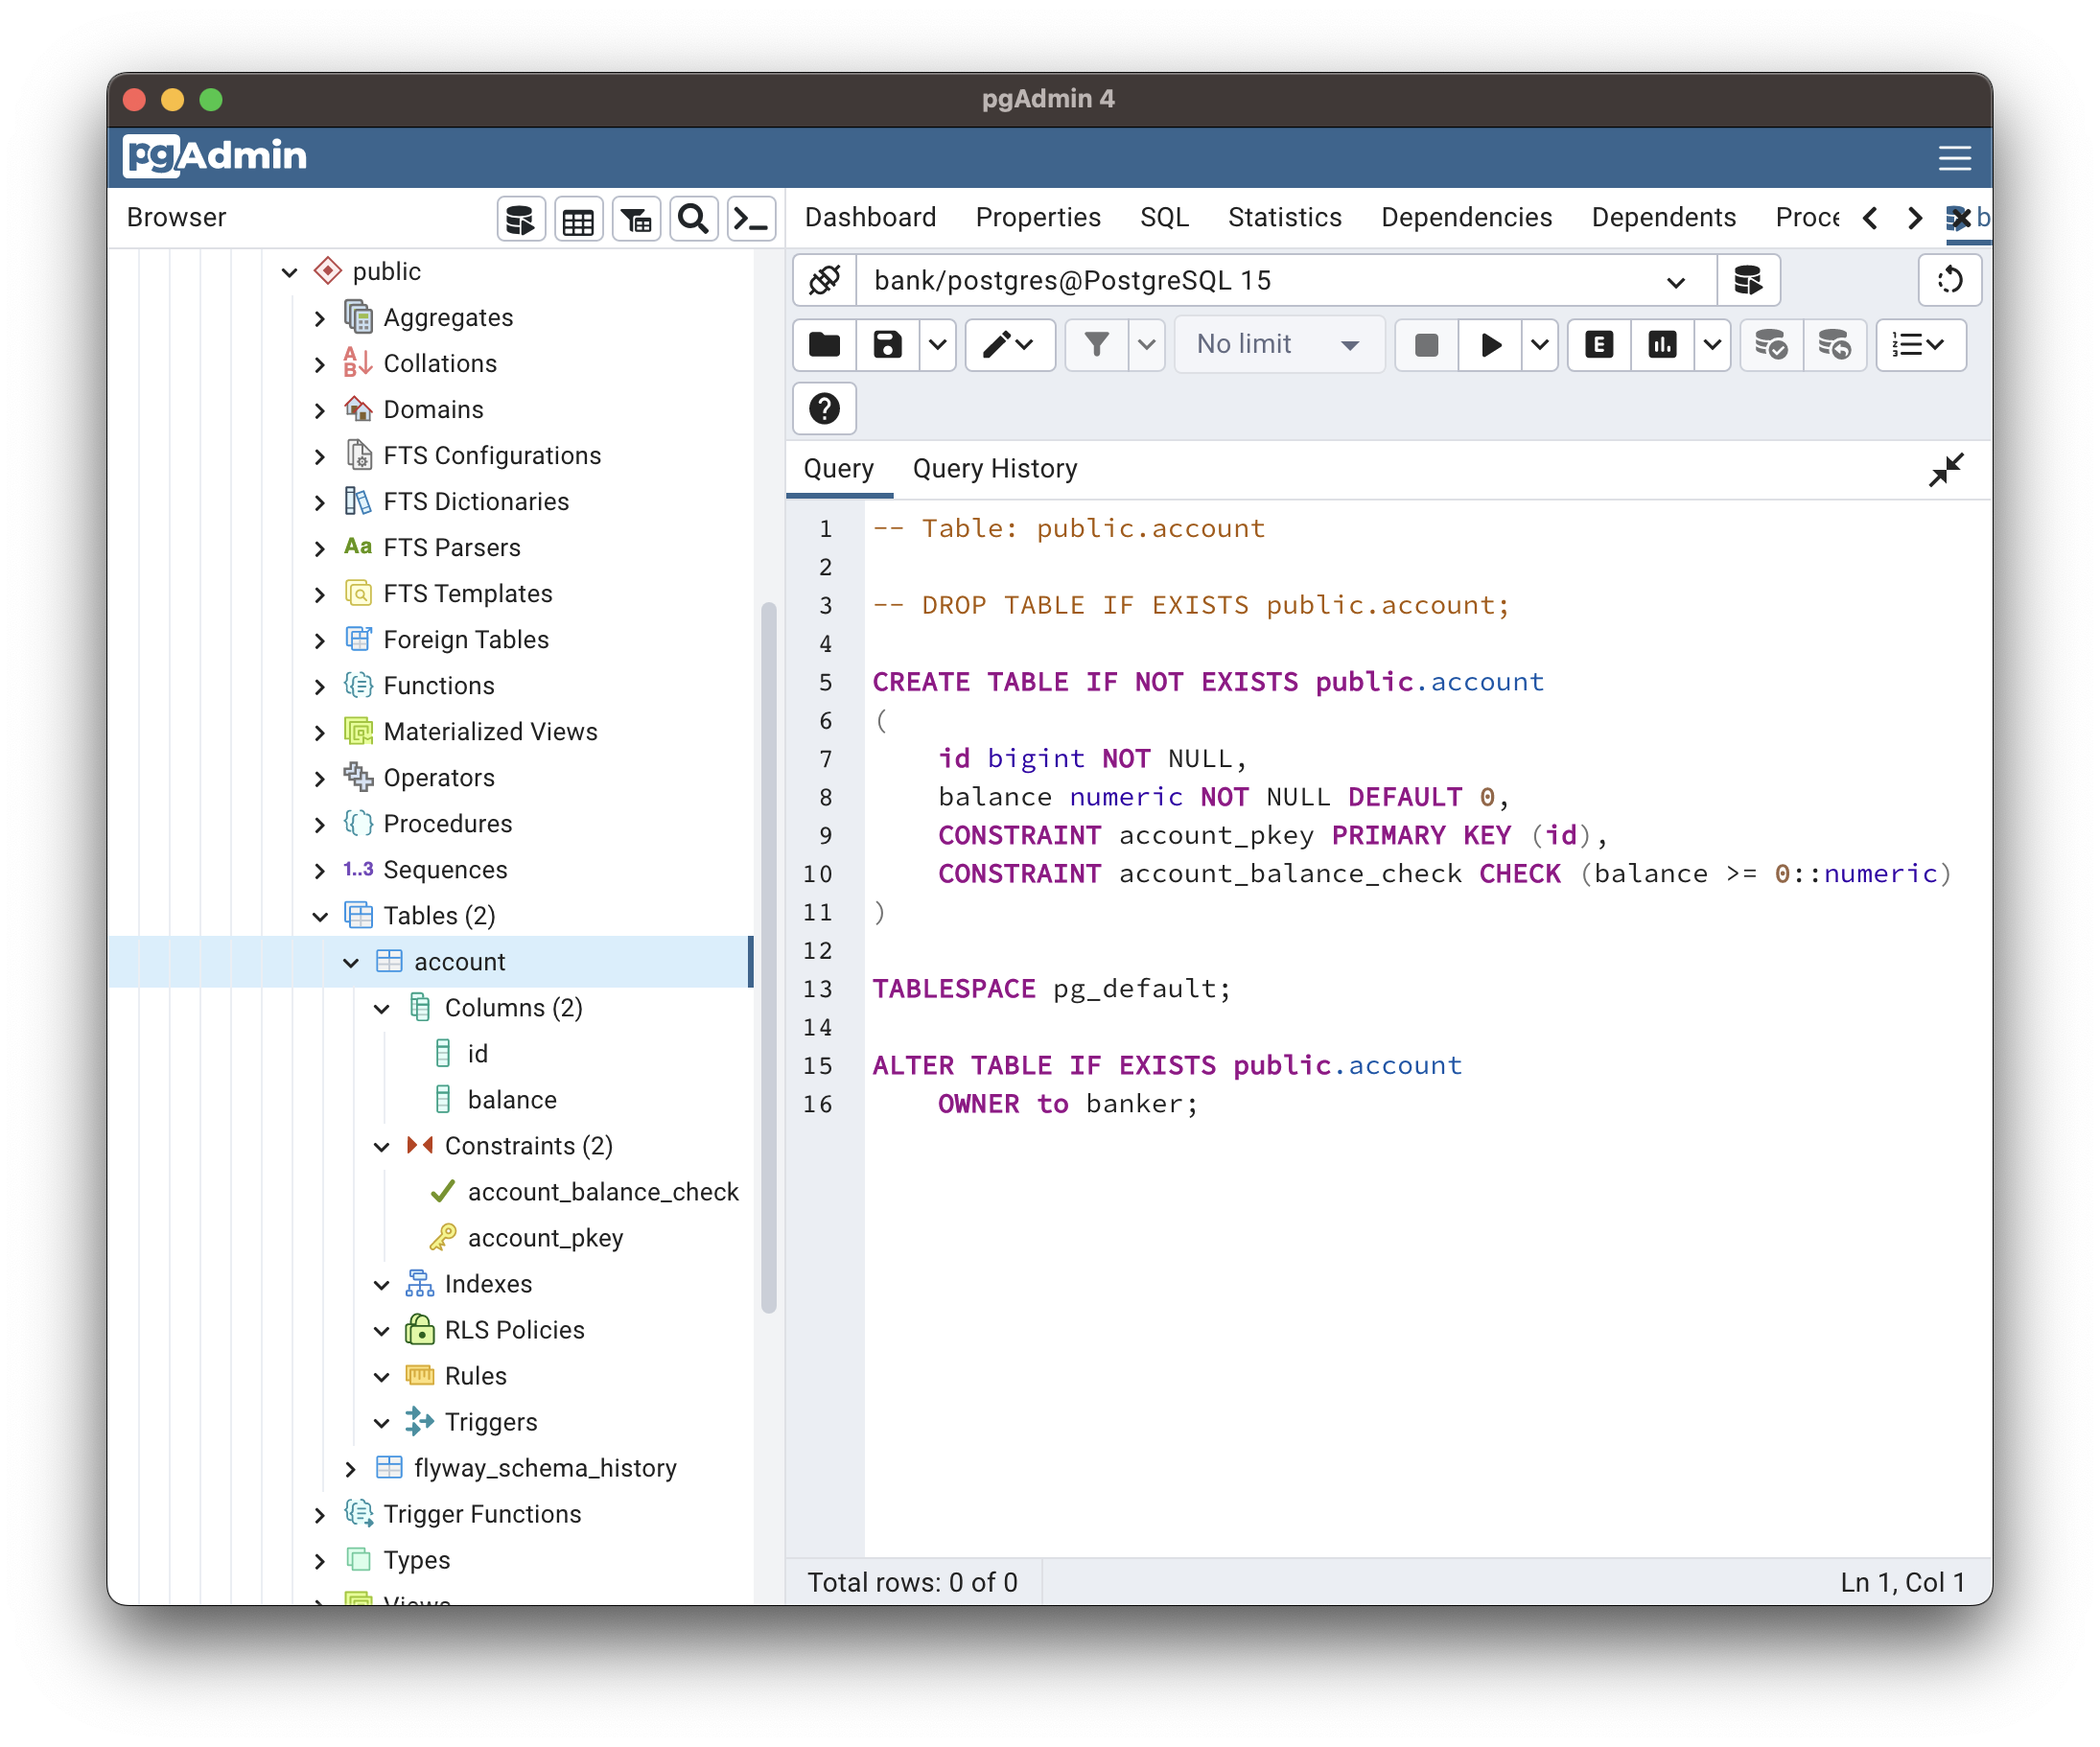 pgAdmin 4
pgAdmin
Browser
Dashboard Properties SQL Statistics Dependencies Dependents Proce b
public
Aggregates
Collations
Domains
FTS Configurations
FTS Dictionaries
Aa FTS Parsers
FTS Templates
Foreign Tables
Functions
Materialized Views
Operators
Procedures
1..3 Sequences
Tables (2)
account
Columns (2)
id
balance
Constraints (2)
account_balance_check
account_pkey
Indexes
RLS Policies
Rules
Triggers
flyway_schema_history
Trigger Functions
Types
Views
bank/postgres@PostgreSQL 15
No limit
E
Query Query History
1 -- Table: public.account
2
3 -- DROP TABLE IF EXISTS public.account;
4
5 CREATE TABLE IF NOT EXISTS public.account
6 (
7     id bigint NOT NULL,
8     balance numeric NOT NULL DEFAULT 0,
9     CONSTRAINT account_pkey PRIMARY KEY (id),
10     CONSTRAINT account_balance_check CHECK (balance >= 0::numeric)
11 )
12
13 TABLESPACE pg_default;
14
15 ALTER TABLE IF EXISTS public.account
16     OWNER to banker;
Total rows: 0 of 0
Ln 1, Col 1